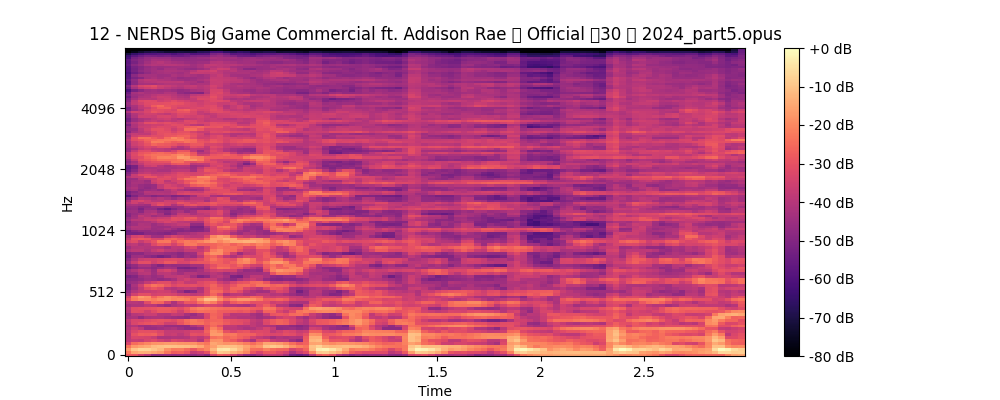 12 - NERDS Big Game Commercial ft. Addison Rae ▯ Official ▯30 ▯ 2024_part5.opus
Hz
4096
2048
1024
512
0
0
0.5
1
1.5
2
2.5
Time
+0 dB
-10 dB
-20 dB
-30 dB
-40 dB
-50 dB
-60 dB
-70 dB
-80 dB